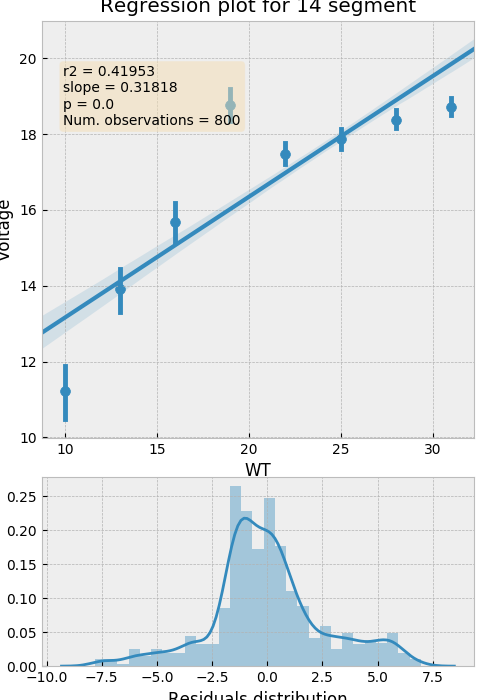 Regression plot for 14 segment
20
18
16
14
12
10
r2 = 0.41953
slope = 0.31818
p = 0.0
Num. observations = 800
Voltage
10 15 20 25 30
WT
0.25
0.20
0.15
0.10
0.05
0.00
−10.0 −7.5 −5.0 −2.5 0.0 2.5 5.0 7.5
Residuals distribution